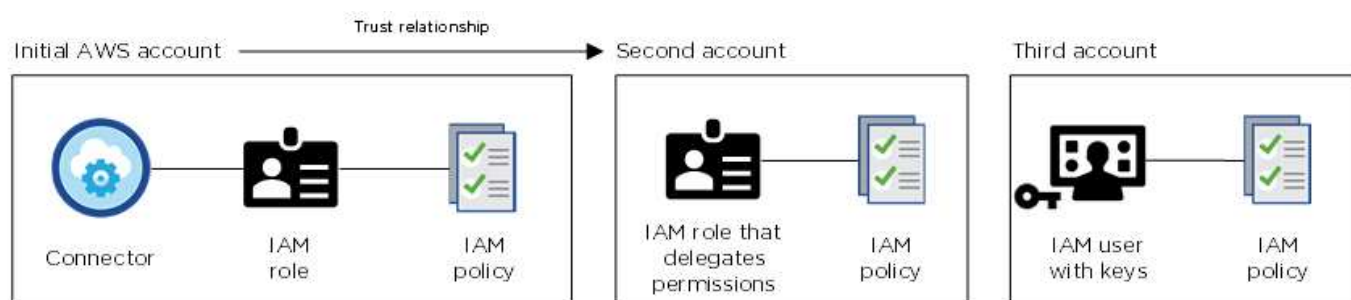 Trust relationship
Initial AWS account
Second account
Third account
Connector
IAM
role
IAM
policy
IAM role that
delegates
permissions
IAM
policy
IAM user
with keys
IAM
policy